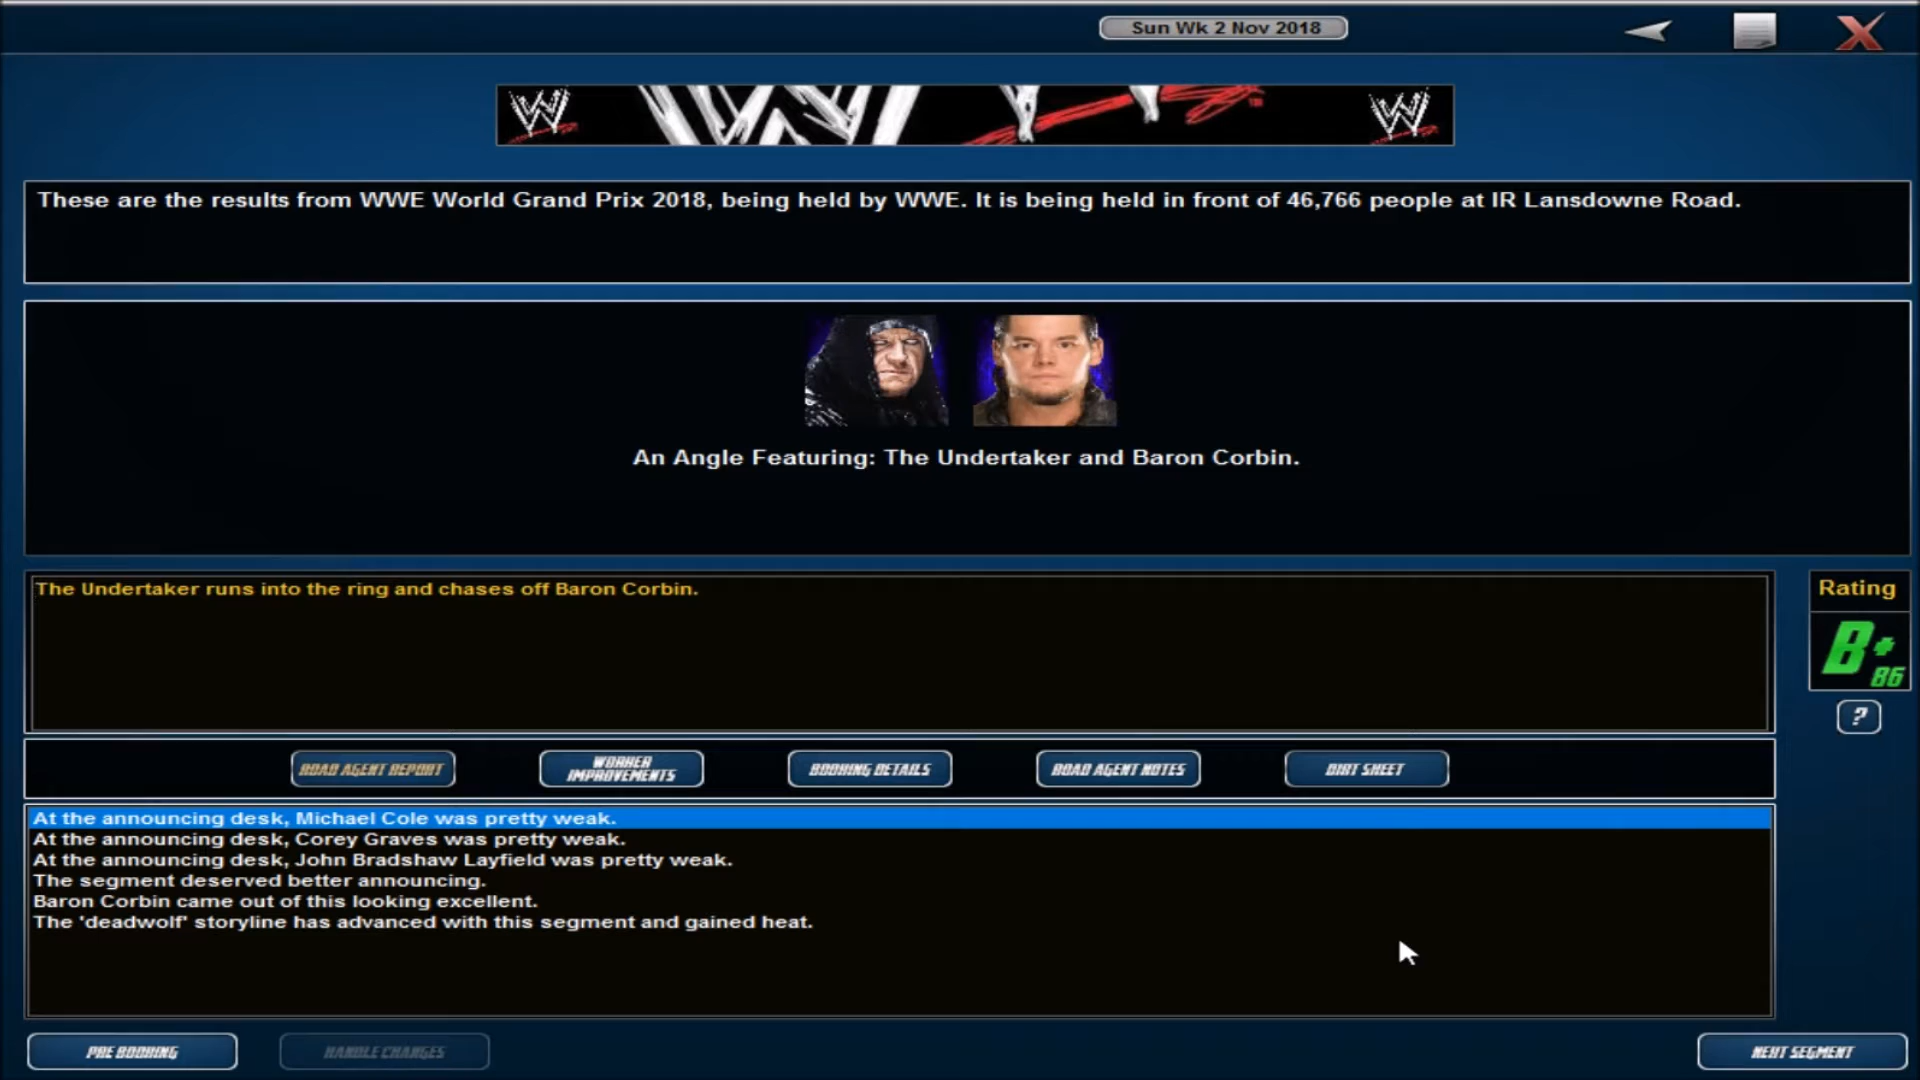 Sun Wk 2 Nov 2018
These are the results from WWE World Grand Prix 2018, being held by WWE. It is being held in front of 46,766 people at IR Lansdowne Road.
An Angle Featuring: The Undertaker and Baron Corbin.
The Undertaker runs into the ring and chases off Baron Corbin.
Rating
B+
86
?
ROAD AGENT REPORT
WORKER
IMPROVEMENTS
BOOKING DETAILS
ROAD AGENT NOTES
DIRT SHEET
At the announcing desk, Michael Cole was pretty weak.
At the announcing desk, Corey Graves was pretty weak.
At the announcing desk, John Bradshaw Layfield was pretty weak.
The segment deserved better announcing.
Baron Corbin came out of this looking excellent.
The 'deadwolf' storyline has advanced with this segment and gained heat.
PRE BOOKING
HANDLE CHANGES
NEXT SEGMENT